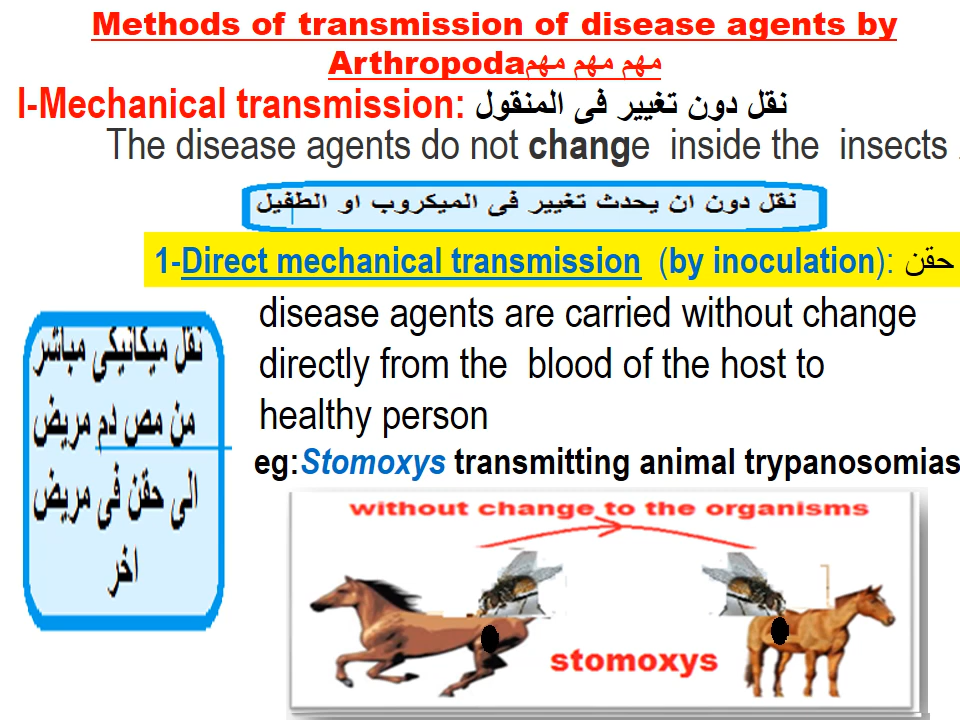 Methods of transmission of disease agents by
Arthropoda مهم مهم مهم
I-Mechanical transmission: نقل دون تغيير فى المنقول
The disease agents do not change inside the insects .
نقل دون ان يحدث تغيير فى الميكروب او الطفيل
1-Direct mechanical transmission (by inoculation): حقن
disease agents are carried without change
directly from the blood of the host to
healthy person
نقل ميكانيكى مباشر
من مص دم مريض
الى حقن فى مريض
اخر
eg:Stomoxys transmitting animal trypanosomias
without change to the organisms
stomoxys